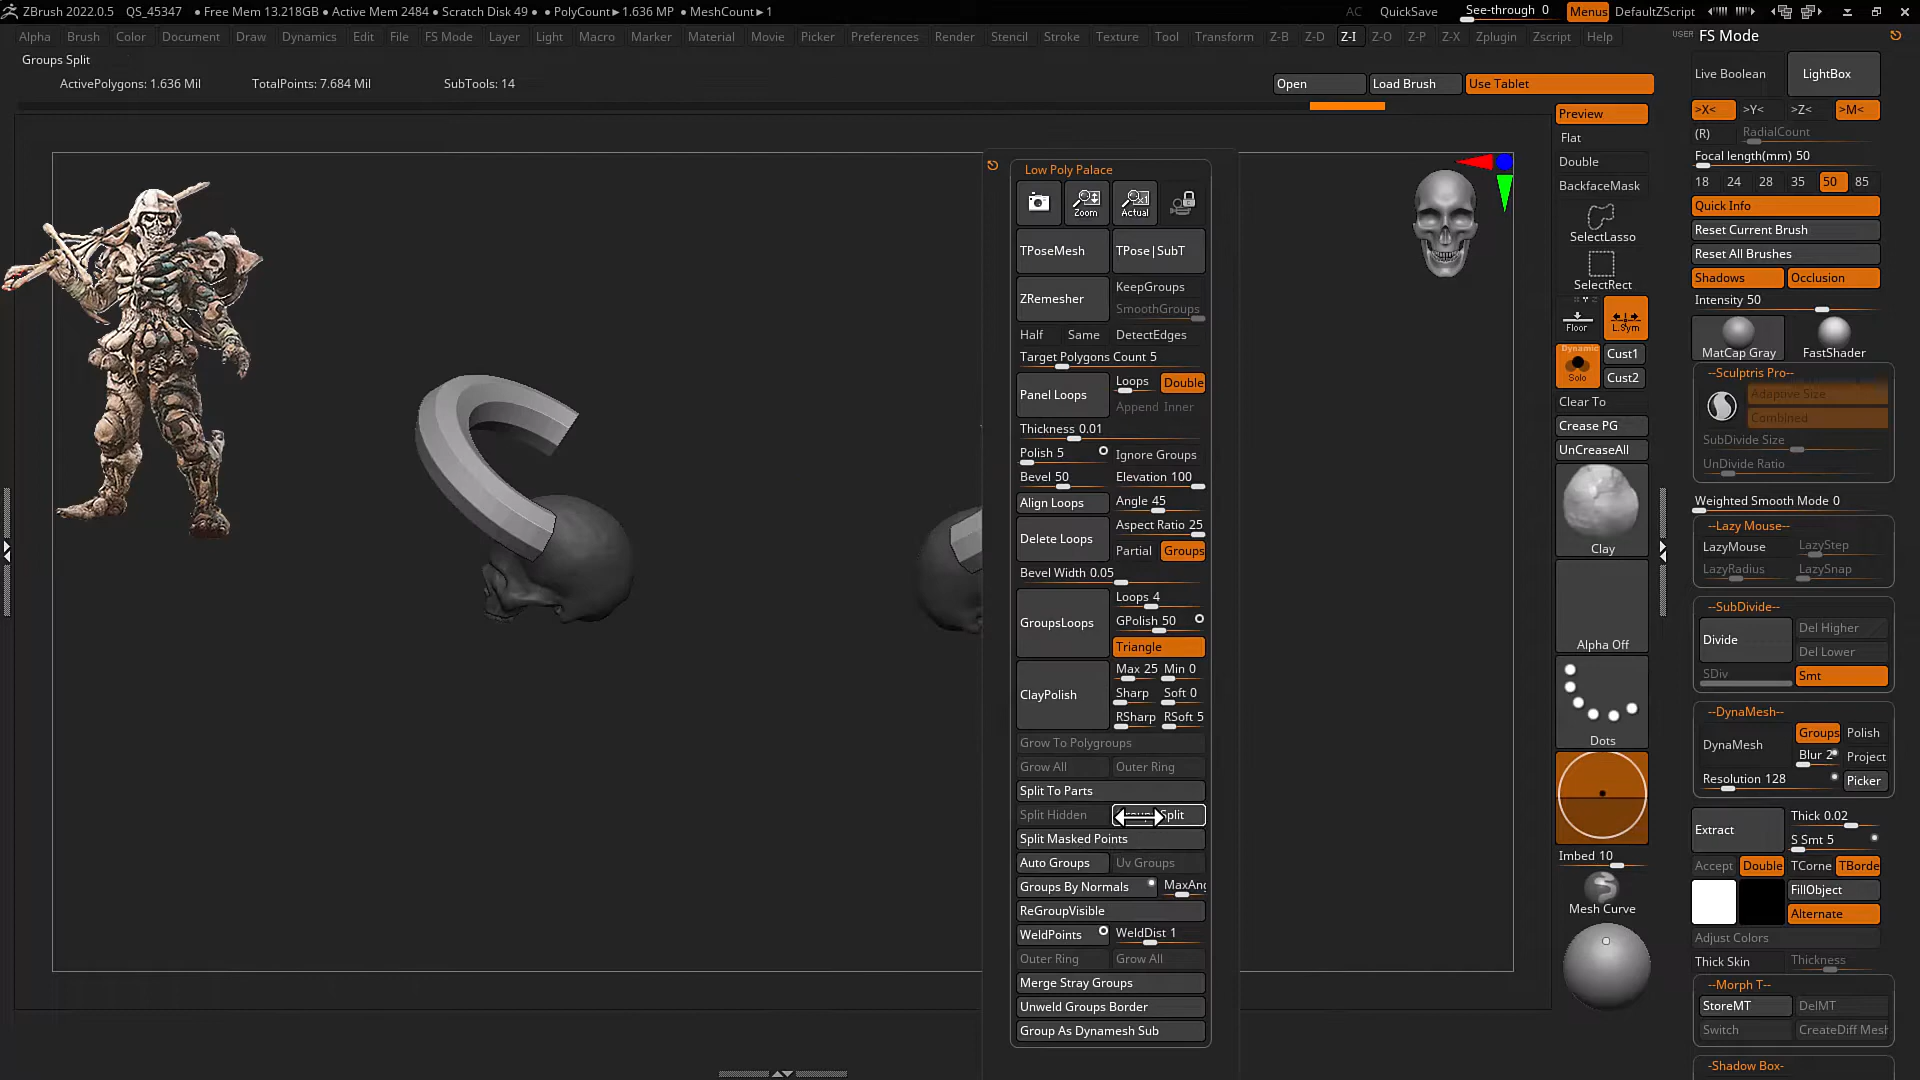 ZBrush 2022.0.5 QS_45347 • Free Mem 13.218GB • Active Mem 2484 • Scratch Disk 49 • • PolyCount►1.636 MP • MeshCount►1 AC QuickSave See-through 0 Menus DefaultZScript
Alpha Brush Color Document Draw Dynamics Edit File FS Mode Layer Light Macro Marker Material Movie Picker Preferences Render Stencil Stroke Texture Tool Transform Z-B Z-D Z-I Z-O Z-P Z-X Zplugin Zscript Help USER FS Mode
Groups Split
ActivePolygons: 1.636 Mil TotalPoints: 7.684 Mil SubTools: 14
Open Load Brush Use Tablet
Low Poly Palace
Zoom Actual
TPoseMesh TPose|SubT
ZRemesher KeepGroups
SmoothGroups
Half Same DetectEdges
Target Polygons Count 5
Panel Loops Loops Double
Append Inner
Thickness 0.01
Polish 5 Ignore Groups
Bevel 50 Elevation 100
Align Loops Angle 45
Delete Loops Aspect Ratio 25
Partial Groups
Bevel Width 0.05
GroupsLoops Loops 4
GPolish 50
Triangle
ClayPolish Max 25 Min 0
Sharp Soft 0
RSharp RSoft 5
Grow To Polygroups
Grow All Outer Ring
Split To Parts
Split Hidden Split
Split Masked Points
Auto Groups Uv Groups
Groups By Normals MaxAng
ReGroupVisible
WeldPoints WeldDist 1
Outer Ring Grow All
Merge Stray Groups
Unweld Groups Border
Group As Dynamesh Sub
Preview
Flat
Double
BackfaceMask
SelectLasso
SelectRect
Floor L.Sym
Dynamic
Solo
Cust1
Cust2
Clear To
Crease PG
UnCreaseAll
Clay
Alpha Off
Dots
Imbed 10
Mesh Curve
Live Boolean LightBox
>X< >Y< >Z< >M<
(R) RadialCount
Focal length(mm) 50
18 24 28 35 50 85
Quick Info
Reset Current Brush
Reset All Brushes
Shadows Occlusion
Intensity 50
MatCap Gray FastShader
--Sculptris Pro--
Adaptive Size
Combined
SubDivide Size
UnDivide Ratio
Weighted Smooth Mode 0
--Lazy Mouse--
LazyMouse LazyStep
LazyRadius LazySnap
--SubDivide--
Divide Del Higher
Del Lower
SDiv Smt
--DynaMesh--
DynaMesh Groups Polish
Blur 2 Project
Resolution 128 Picker
Extract Thick 0.02
S Smt 5
Accept Double TCorne TBorde
FillObject
Alternate
Adjust Colors
Thick Skin Thickness
--Morph T--
StoreMT DelMT
Switch CreateDiff Mesh
-Shadow Box-